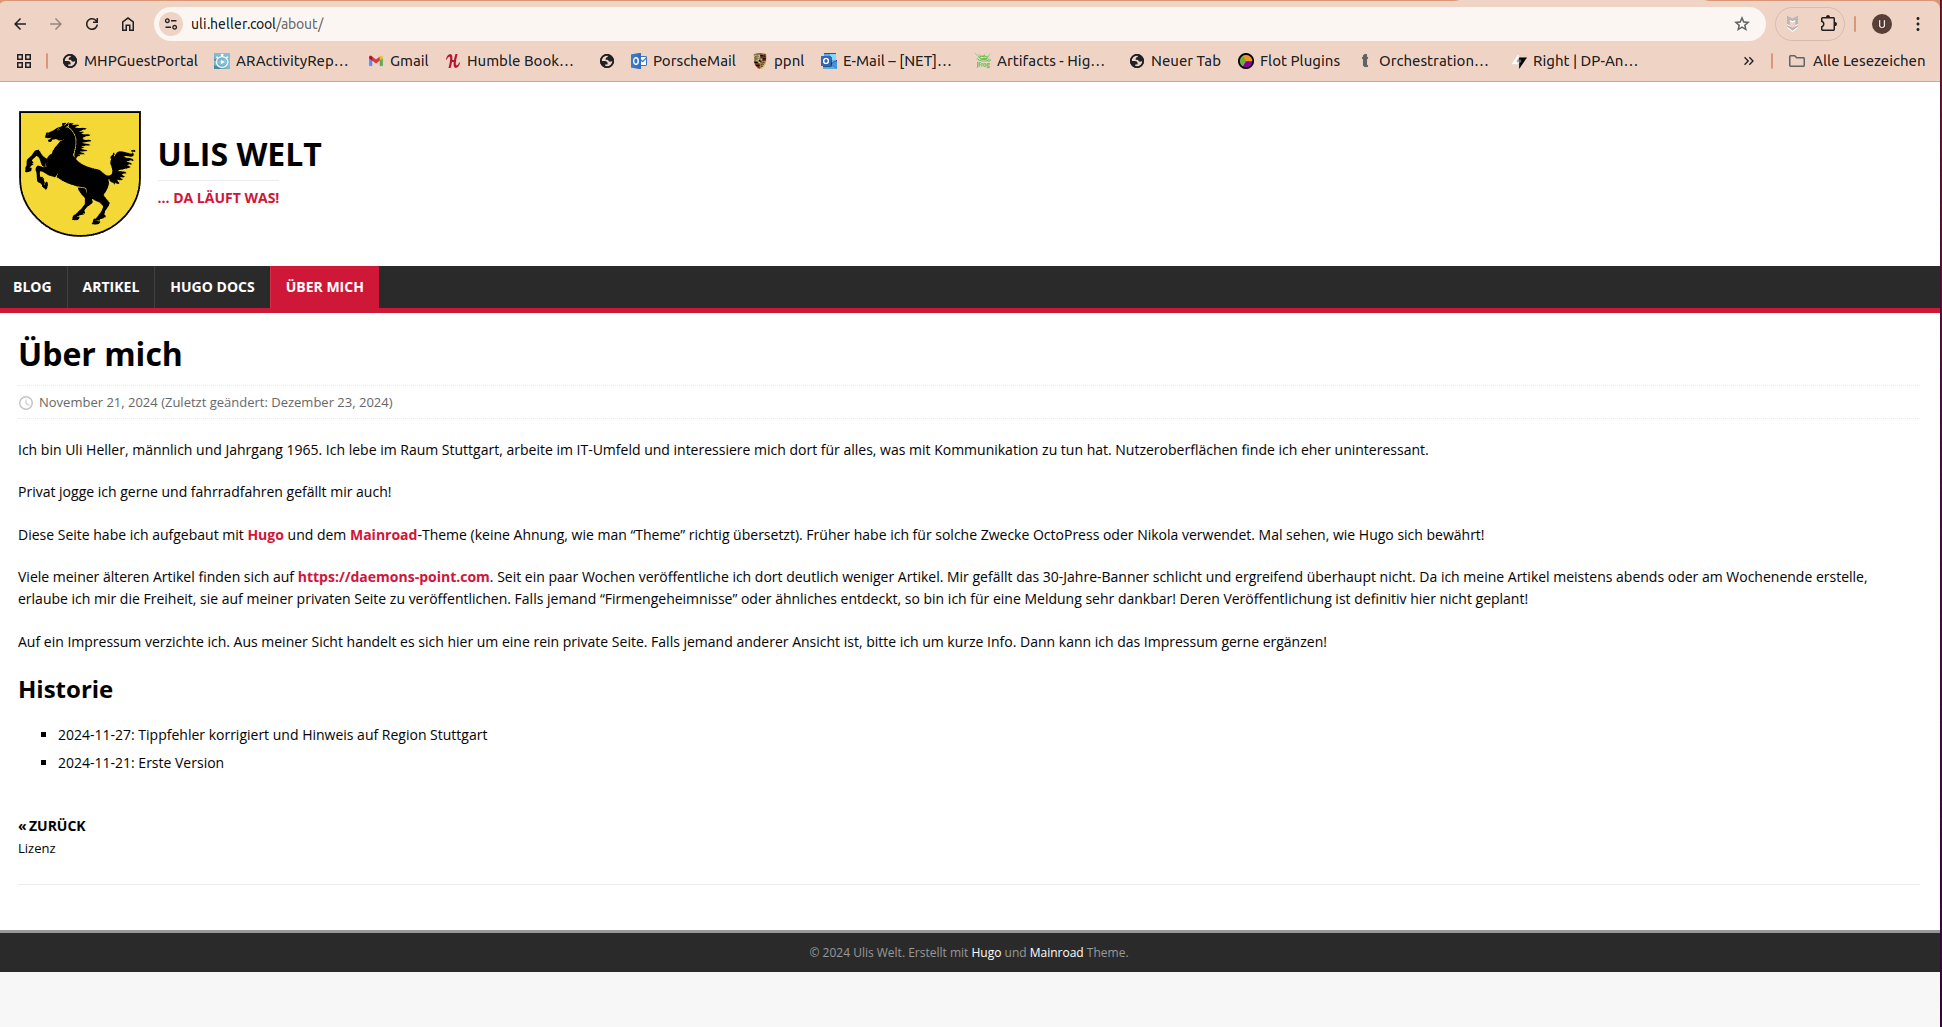 uli.heller.cool/about/
U
MHPGuestPortal ARActivityRep… Gmail Humble Book… PorscheMail ppnl E-Mail – [NET]… Artifacts - Hig… Neuer Tab Flot Plugins Orchestration… Right | DP-An… » Alle Lesezeichen
ULIS WELT
... DA LÄUFT WAS!
BLOG ARTIKEL HUGO DOCS ÜBER MICH
Über mich
November 21, 2024 (Zuletzt geändert: Dezember 23, 2024)
Ich bin Uli Heller, männlich und Jahrgang 1965. Ich lebe im Raum Stuttgart, arbeite im IT-Umfeld und interessiere mich dort für alles, was mit Kommunikation zu tun hat. Nutzeroberflächen finde ich eher uninteressant.
Privat jogge ich gerne und fahrradfahren gefällt mir auch!
Diese Seite habe ich aufgebaut mit Hugo und dem Mainroad-Theme (keine Ahnung, wie man “Theme” richtig übersetzt). Früher habe ich für solche Zwecke OctoPress oder Nikola verwendet. Mal sehen, wie Hugo sich bewährt!
Viele meiner älteren Artikel finden sich auf https://daemons-point.com. Seit ein paar Wochen veröffentliche ich dort deutlich weniger Artikel. Mir gefällt das 30-Jahre-Banner schlicht und ergreifend überhaupt nicht. Da ich meine Artikel meistens abends oder am Wochenende erstelle,
erlaube ich mir die Freiheit, sie auf meiner privaten Seite zu veröffentlichen. Falls jemand “Firmengeheimnisse” oder ähnliches entdeckt, so bin ich für eine Meldung sehr dankbar! Deren Veröffentlichung ist definitiv hier nicht geplant!
Auf ein Impressum verzichte ich. Aus meiner Sicht handelt es sich hier um eine rein private Seite. Falls jemand anderer Ansicht ist, bitte ich um kurze Info. Dann kann ich das Impressum gerne ergänzen!
Historie
2024-11-27: Tippfehler korrigiert und Hinweis auf Region Stuttgart
2024-11-21: Erste Version
« ZURÜCK
Lizenz
© 2024 Ulis Welt. Erstellt mit Hugo und Mainroad Theme.